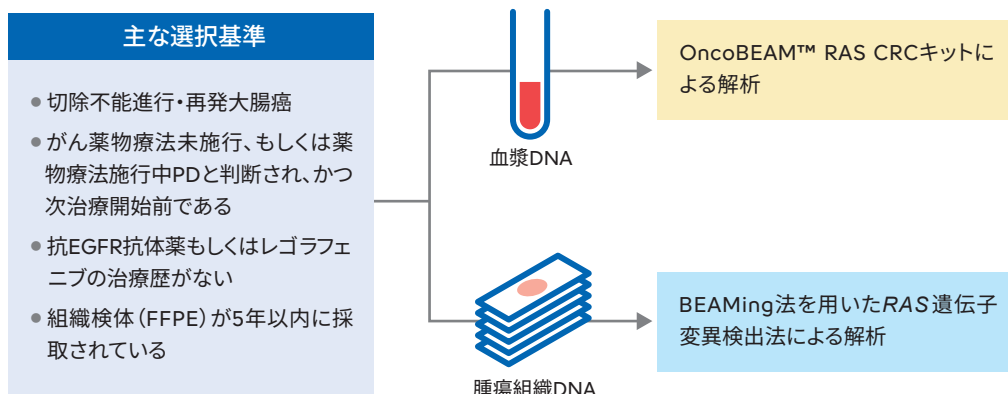 主な選択基準
● 切除不能進行・再発大腸癌
● がん薬物療法未施行、もしくは薬
物療法施行中PDと判断され、かつ
次治療開始前である
● 抗EGFR抗体薬もしくはレゴラフェ
ニブの治療歴がない
● 組織検体（FFPE）が5年以内に採
取されている
血漿DNA
OncoBEAM™ RAS CRCキットに
よる解析
腫瘍組織DNA
BEAMing法を用いたRAS遺伝子
変異検出法による解析